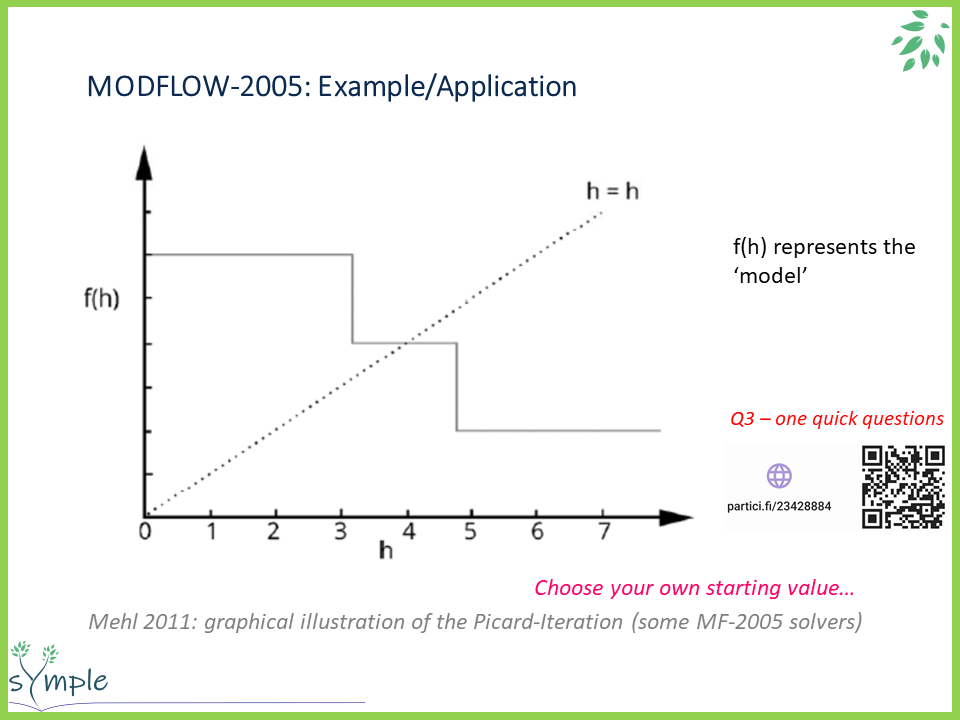 MODFLOW-2005: Example/Application
h = h
f(h) represents the
‘model’
f(h)
Q3 – one quick questions
partici.fi/23428884
0 1 2 3 4 5 6 7
h
Choose your own starting value…
Mehl 2011: graphical illustration of the Picard-Iteration (some MF-2005 solvers)
sYmple